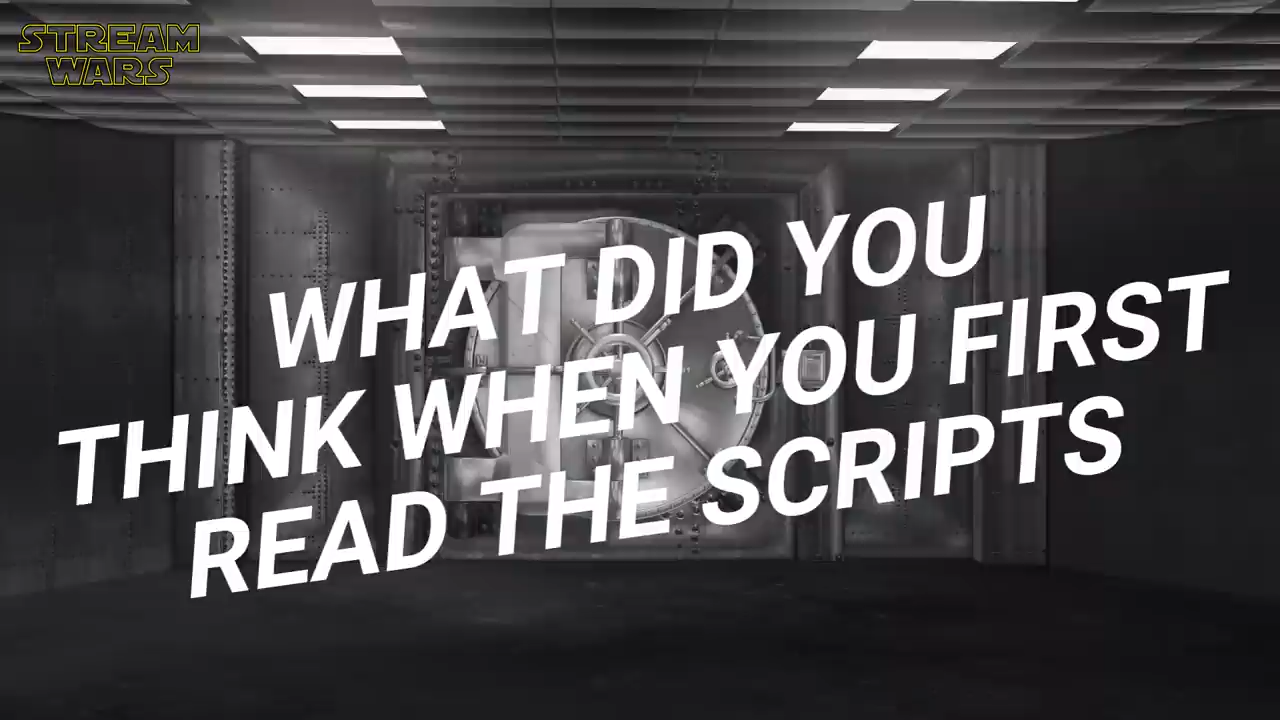 STREAM
WARS
WHAT DID YOU
THINK WHEN YOU FIRST
READ THE SCRIPTS